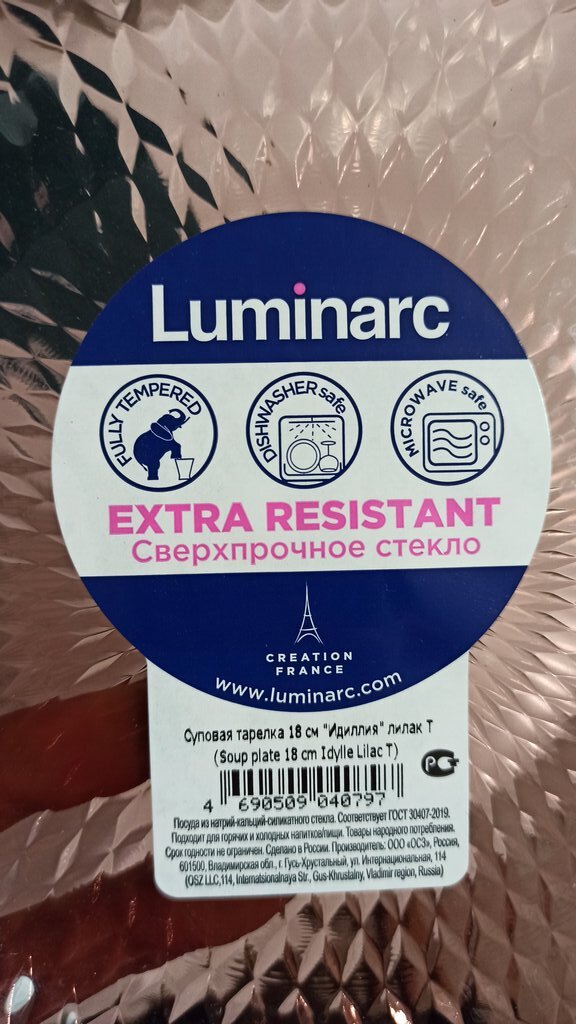 Luminarc
FULLY TEMPERED
DISHWASHER safe
MICROWAVE safe
EXTRA RESISTANT
Сверхпрочное стекло
CREATION
FRANCE
www.luminarc.com
Суповая тарелка 18 см "Идиллия" лилак Т
(Soup plate 18 cm Idylle Lilac T)
РСТ
4 690509 040797
Посуда из натрий-кальций-силикатного стекла. Соответствует ГОСТ 30407-2019.
Подходит для горячих и холодных напитков/пищи. Товары народного потребления.
Срок годности не ограничен. Сделано в России. Производитель: ООО «ОСЗ», Россия,
601500, Владимирская обл., г. Гусь-Хрустальный, ул. Интернациональная, 114
(OSZ LLC,114, Internatsionalnaya Str., Gus-Khrustalny, Vladimir region, Russia)